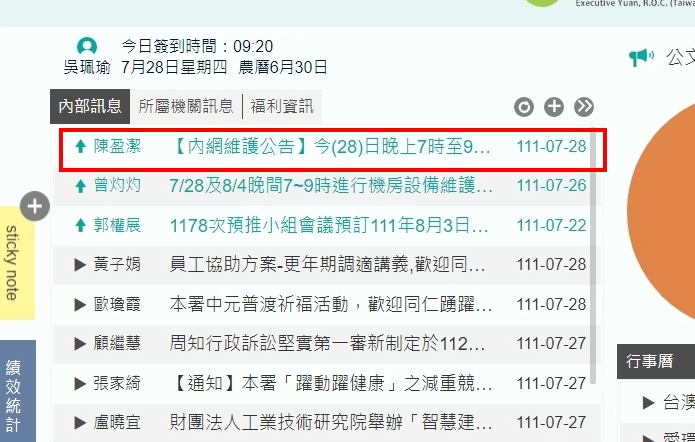 Executive Yuan, R.O.C. (Taiwa
今日簽到時間：09:20
吳珮瑜 7月28日星期四 農曆6月30日
公文
內部訊息 所屬機關訊息 福利資訊
陳盈潔 【內網維護公告】今(28)日晚上7時至9... 111-07-28
曾灼灼 7/28及8/4晚間7~9時進行機房設備維護... 111-07-26
郭權展 1178次預推小組會議預訂111年8月3日... 111-07-22
黃子娟 員工協助方案-更年期調適講義,歡迎同... 111-07-28
歐瓊霞 本署中元普渡祈福活動，歡迎同仁踴躍... 111-07-28
顧繼慧 周知行政訴訟堅實第一審新制定於112... 111-07-27
張家綺 【通知】本署「躍動躍健康」之減重競... 111-07-27
盧曉宜 財團法人工業技術研究院舉辦「智慧建... 111-07-27
sticky note
績效統計
行事曆
台澳
愛環